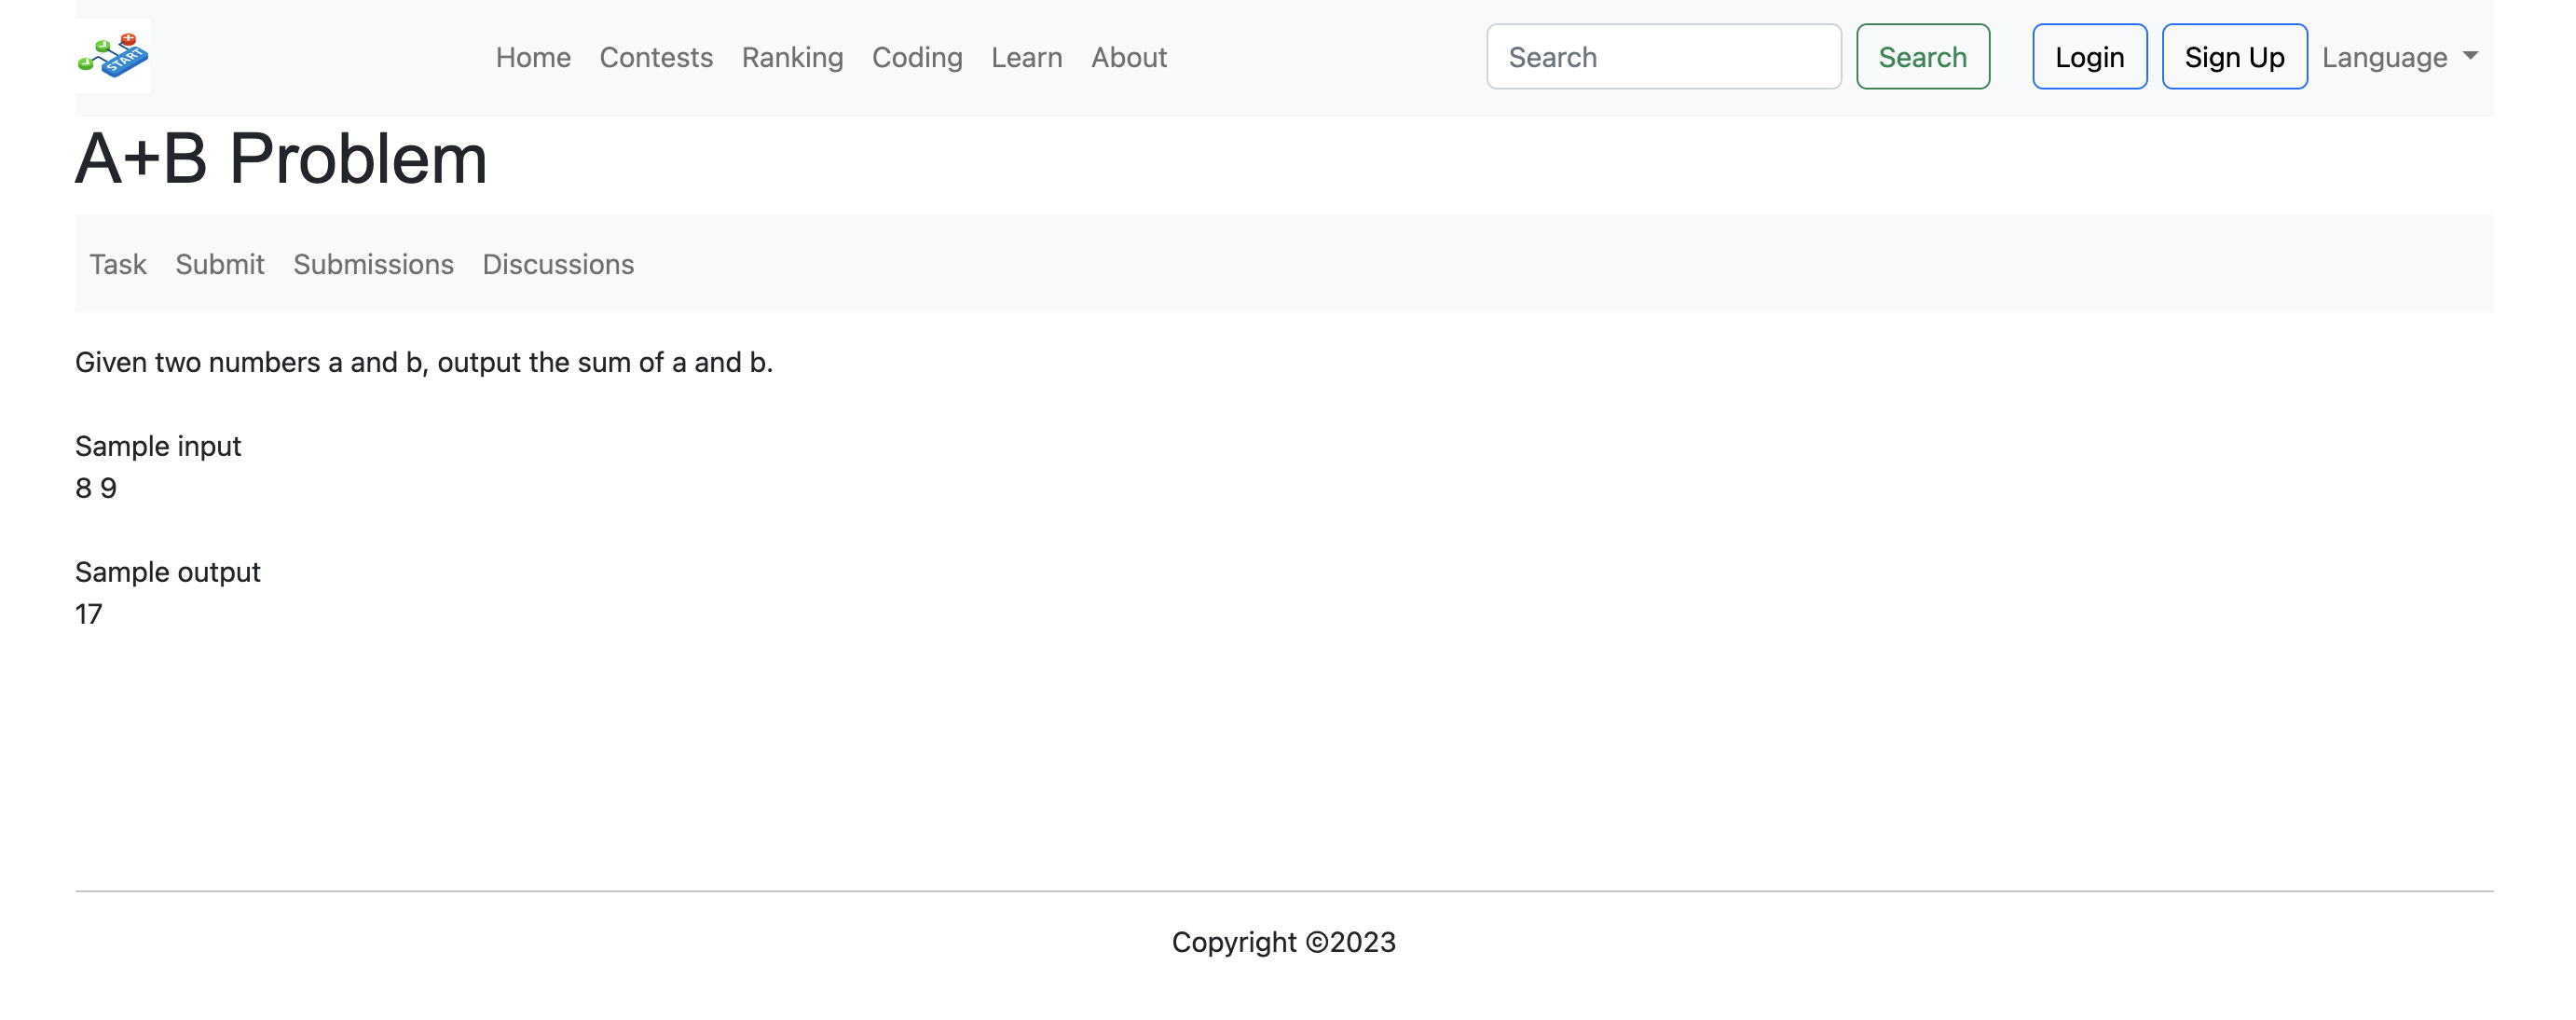 START
Home Contests Ranking Coding Learn About Search Search Login Sign Up Language
A+B Problem
Task Submit Submissions Discussions
Given two numbers a and b, output the sum of a and b.
Sample input
8 9
Sample output
17
Copyright ©2023